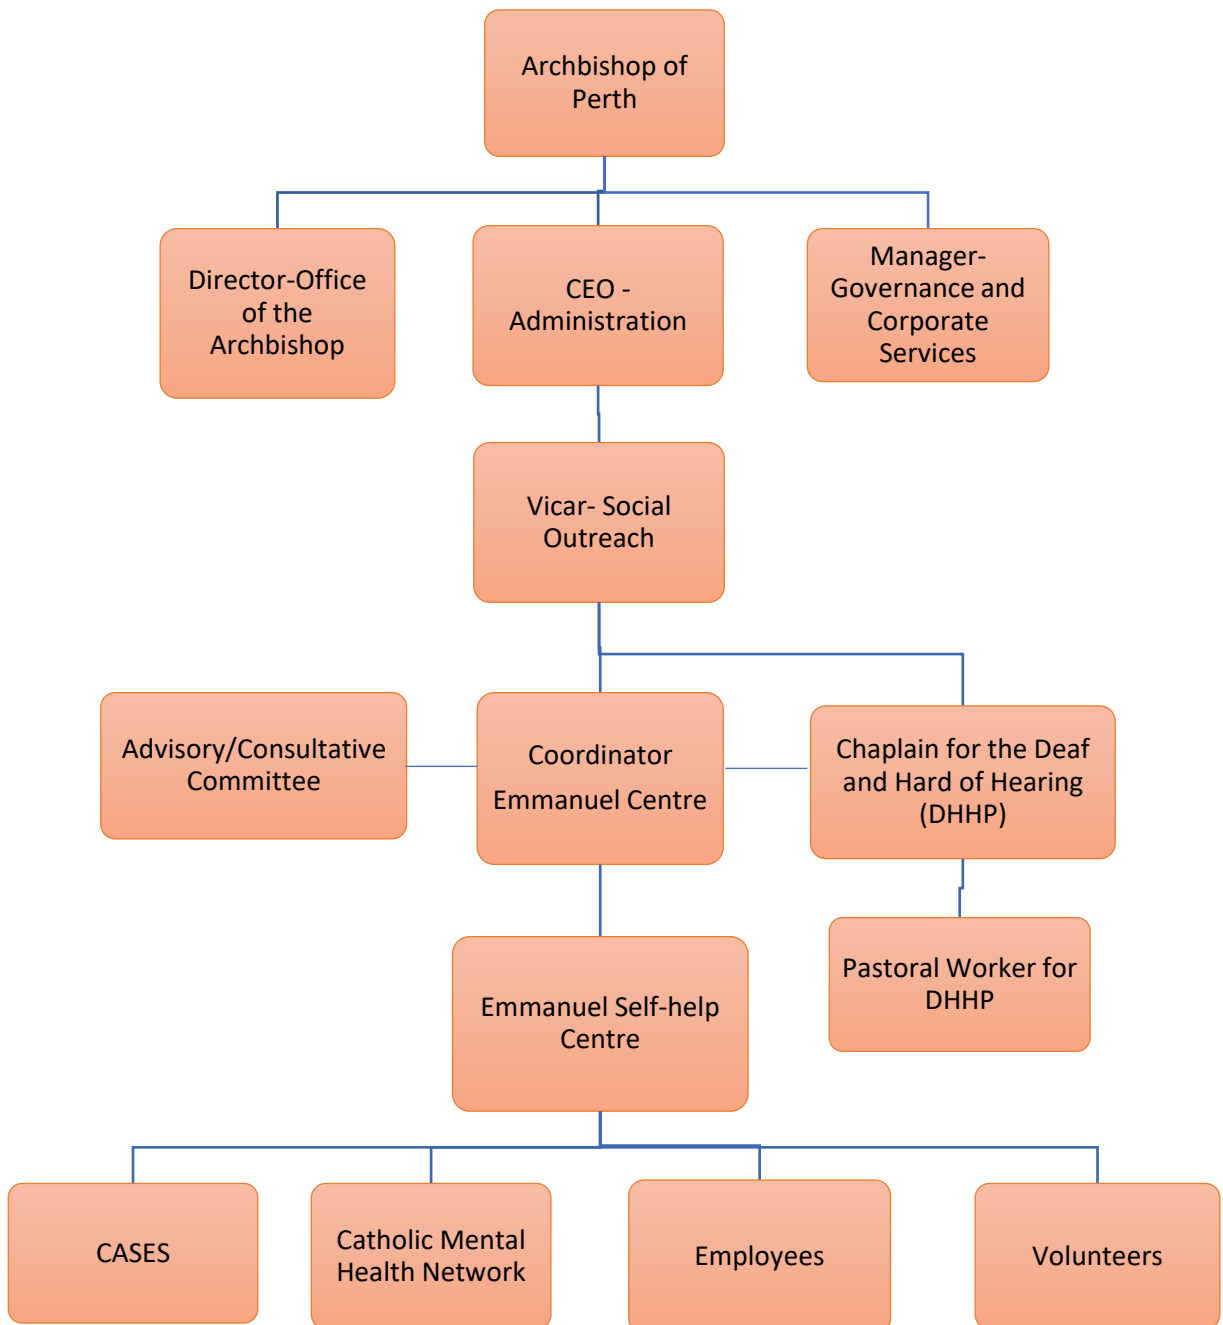 Archbishop of
Perth
Director-Office
of the
Archbishop
CEO -
Administration
Manager-
Governance and
Corporate
Services
Vicar- Social
Outreach
Advisory/Consultative
Committee
Coordinator
Emmanuel Centre
Chaplain for the Deaf
and Hard of Hearing
(DHHP)
Pastoral Worker for
DHHP
Emmanuel Self-help
Centre
CASES
Catholic Mental
Health Network
Employees
Volunteers